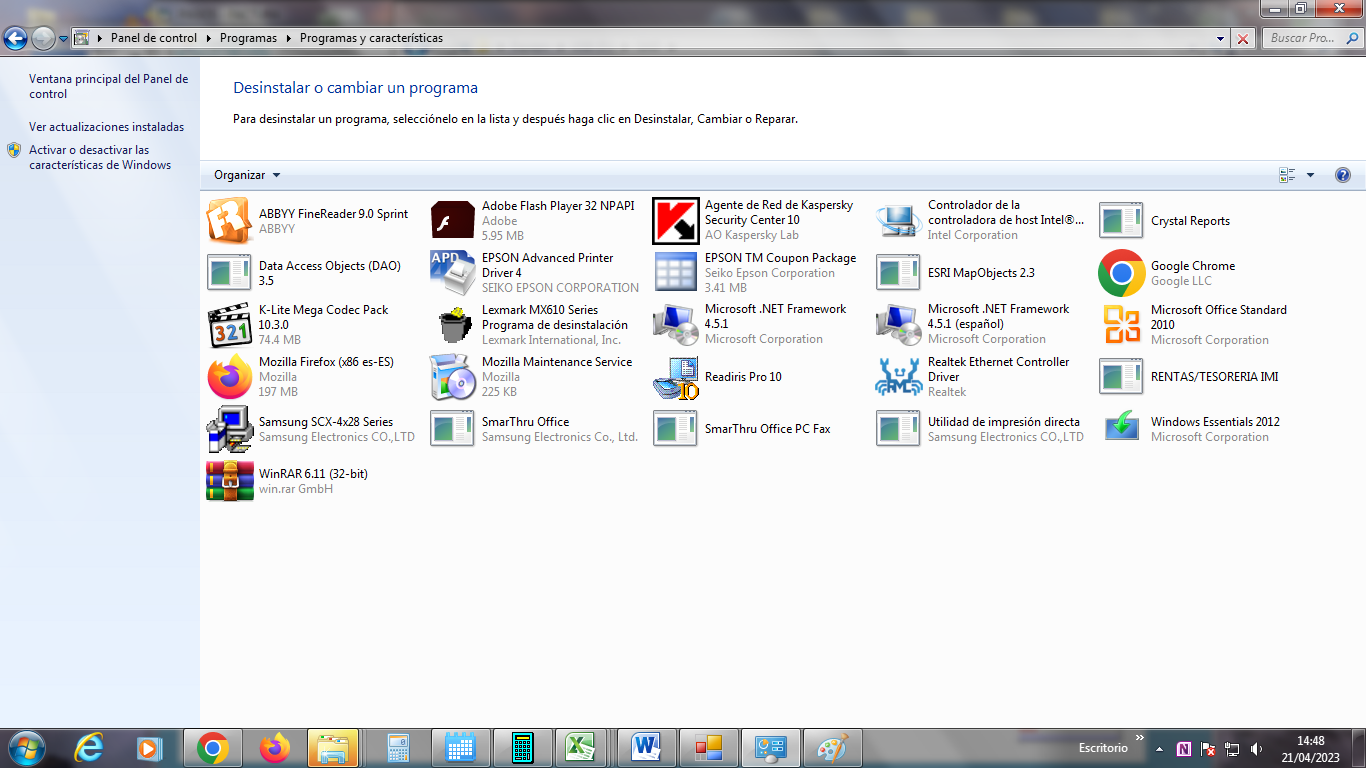 Panel de control
Programas
Programas y características
Buscar Pro...
Ventana principal del Panel de
control
Ver actualizaciones instaladas
Activar o desactivar las
características de Windows
Desinstalar o cambiar un programa
Para desinstalar un programa, selecciónelo en la lista y después haga clic en Desinstalar, Cambiar o Reparar.
Organizar
ABBYY FineReader 9.0 Sprint
ABBYY
Adobe Flash Player 32 NPAPI
Adobe
5.95 MB
Agente de Red de Kaspersky
Security Center 10
AO Kaspersky Lab
Controlador de la
controladora de host Intel®...
Intel Corporation
Crystal Reports
Data Access Objects (DAO)
3.5
APD
EPSON Advanced Printer
Driver 4
SEIKO EPSON CORPORATION
EPSON TM Coupon Package
Seiko Epson Corporation
3.41 MB
ESRI MapObjects 2.3
Google Chrome
Google LLC
321
K-Lite Mega Codec Pack
10.3.0
74.4 MB
Lexmark MX610 Series
Programa de desinstalación
Lexmark International, Inc.
Microsoft .NET Framework
4.5.1
Microsoft Corporation
Microsoft .NET Framework
4.5.1 (español)
Microsoft Corporation
Microsoft Office Standard
2010
Microsoft Corporation
Mozilla Firefox (x86 es-ES)
Mozilla
197 MB
Mozilla Maintenance Service
Mozilla
225 KB
10
Readiris Pro 10
Realtek Ethernet Controller
Driver
Realtek
RENTAS/TESORERIA IMI
Samsung SCX-4x28 Series
Samsung Electronics CO.,LTD
SmarThru Office
Samsung Electronics Co., Ltd.
SmarThru Office PC Fax
Utilidad de impresión directa
Samsung Electronics CO.,LTD
Windows Essentials 2012
Microsoft Corporation
WinRAR 6.11 (32-bit)
win.rar GmbH
Escritorio
14:48
21/04/2023